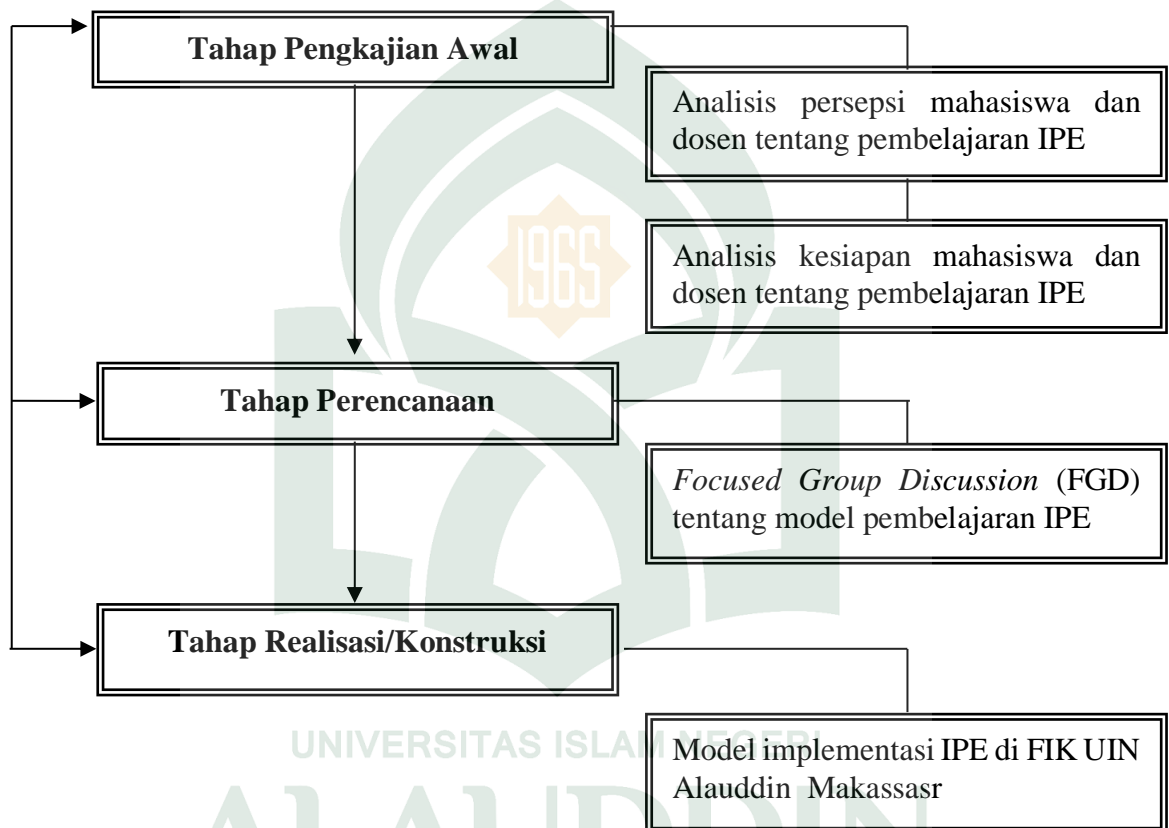 Tahap Pengkajian Awal
Analisis persepsi mahasiswa dan
dosen tentang pembelajaran IPE
1965
Analisis kesiapan mahasiswa dan
dosen tentang pembelajaran IPE
Tahap Perencanaan
Focused Group Discussion (FGD)
tentang model pembelajaran IPE
Tahap Realisasi/Konstruksi
UNIVERSITAS ISLAM NEGERI
Model implementasi IPE di FIK UIN
Alauddin Makassasr
ALAUDDIN